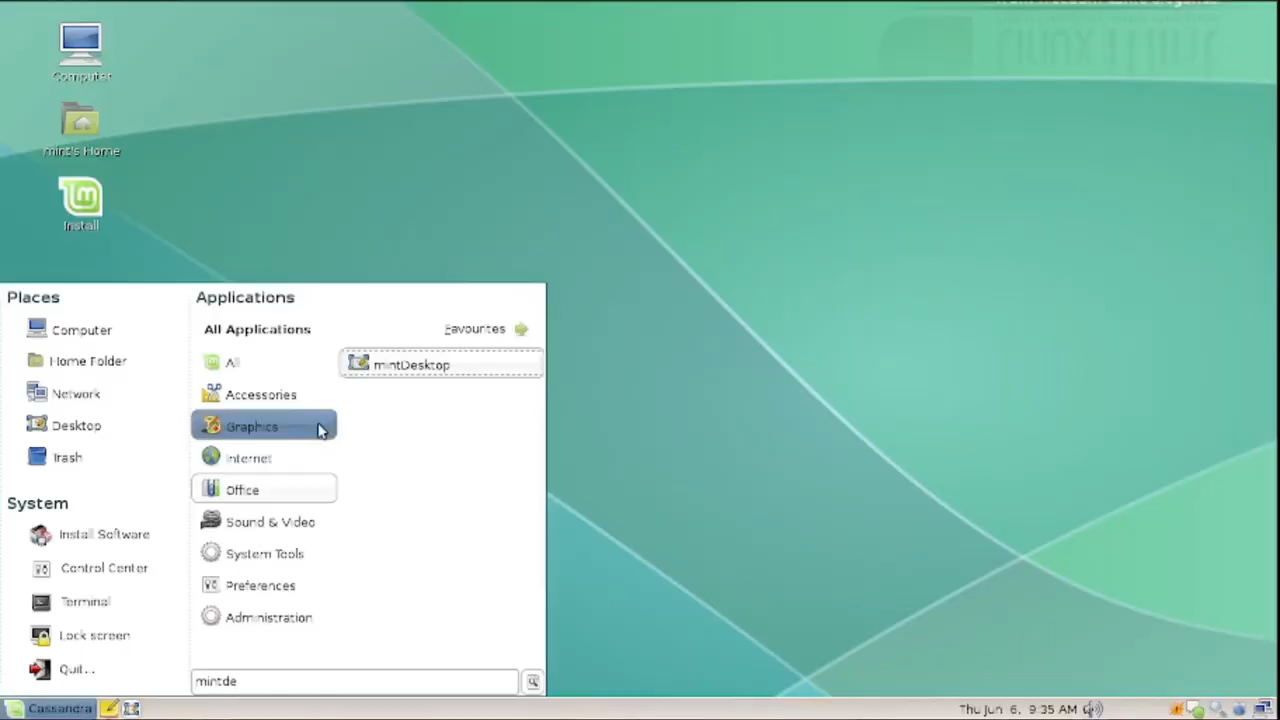 Computer
mint's Home
Install
Places
Computer
Home Folder
Network
Desktop
Trash
System
Install Software
Control Center
Terminal
Lock screen
Quit...
Applications
All Applications
Favourites
All
Accessories
Graphics
Internet
Office
Sound & Video
System Tools
Preferences
Administration
mintDesktop
mintde
Cassandra
Thu Jun 6, 9:35 AM